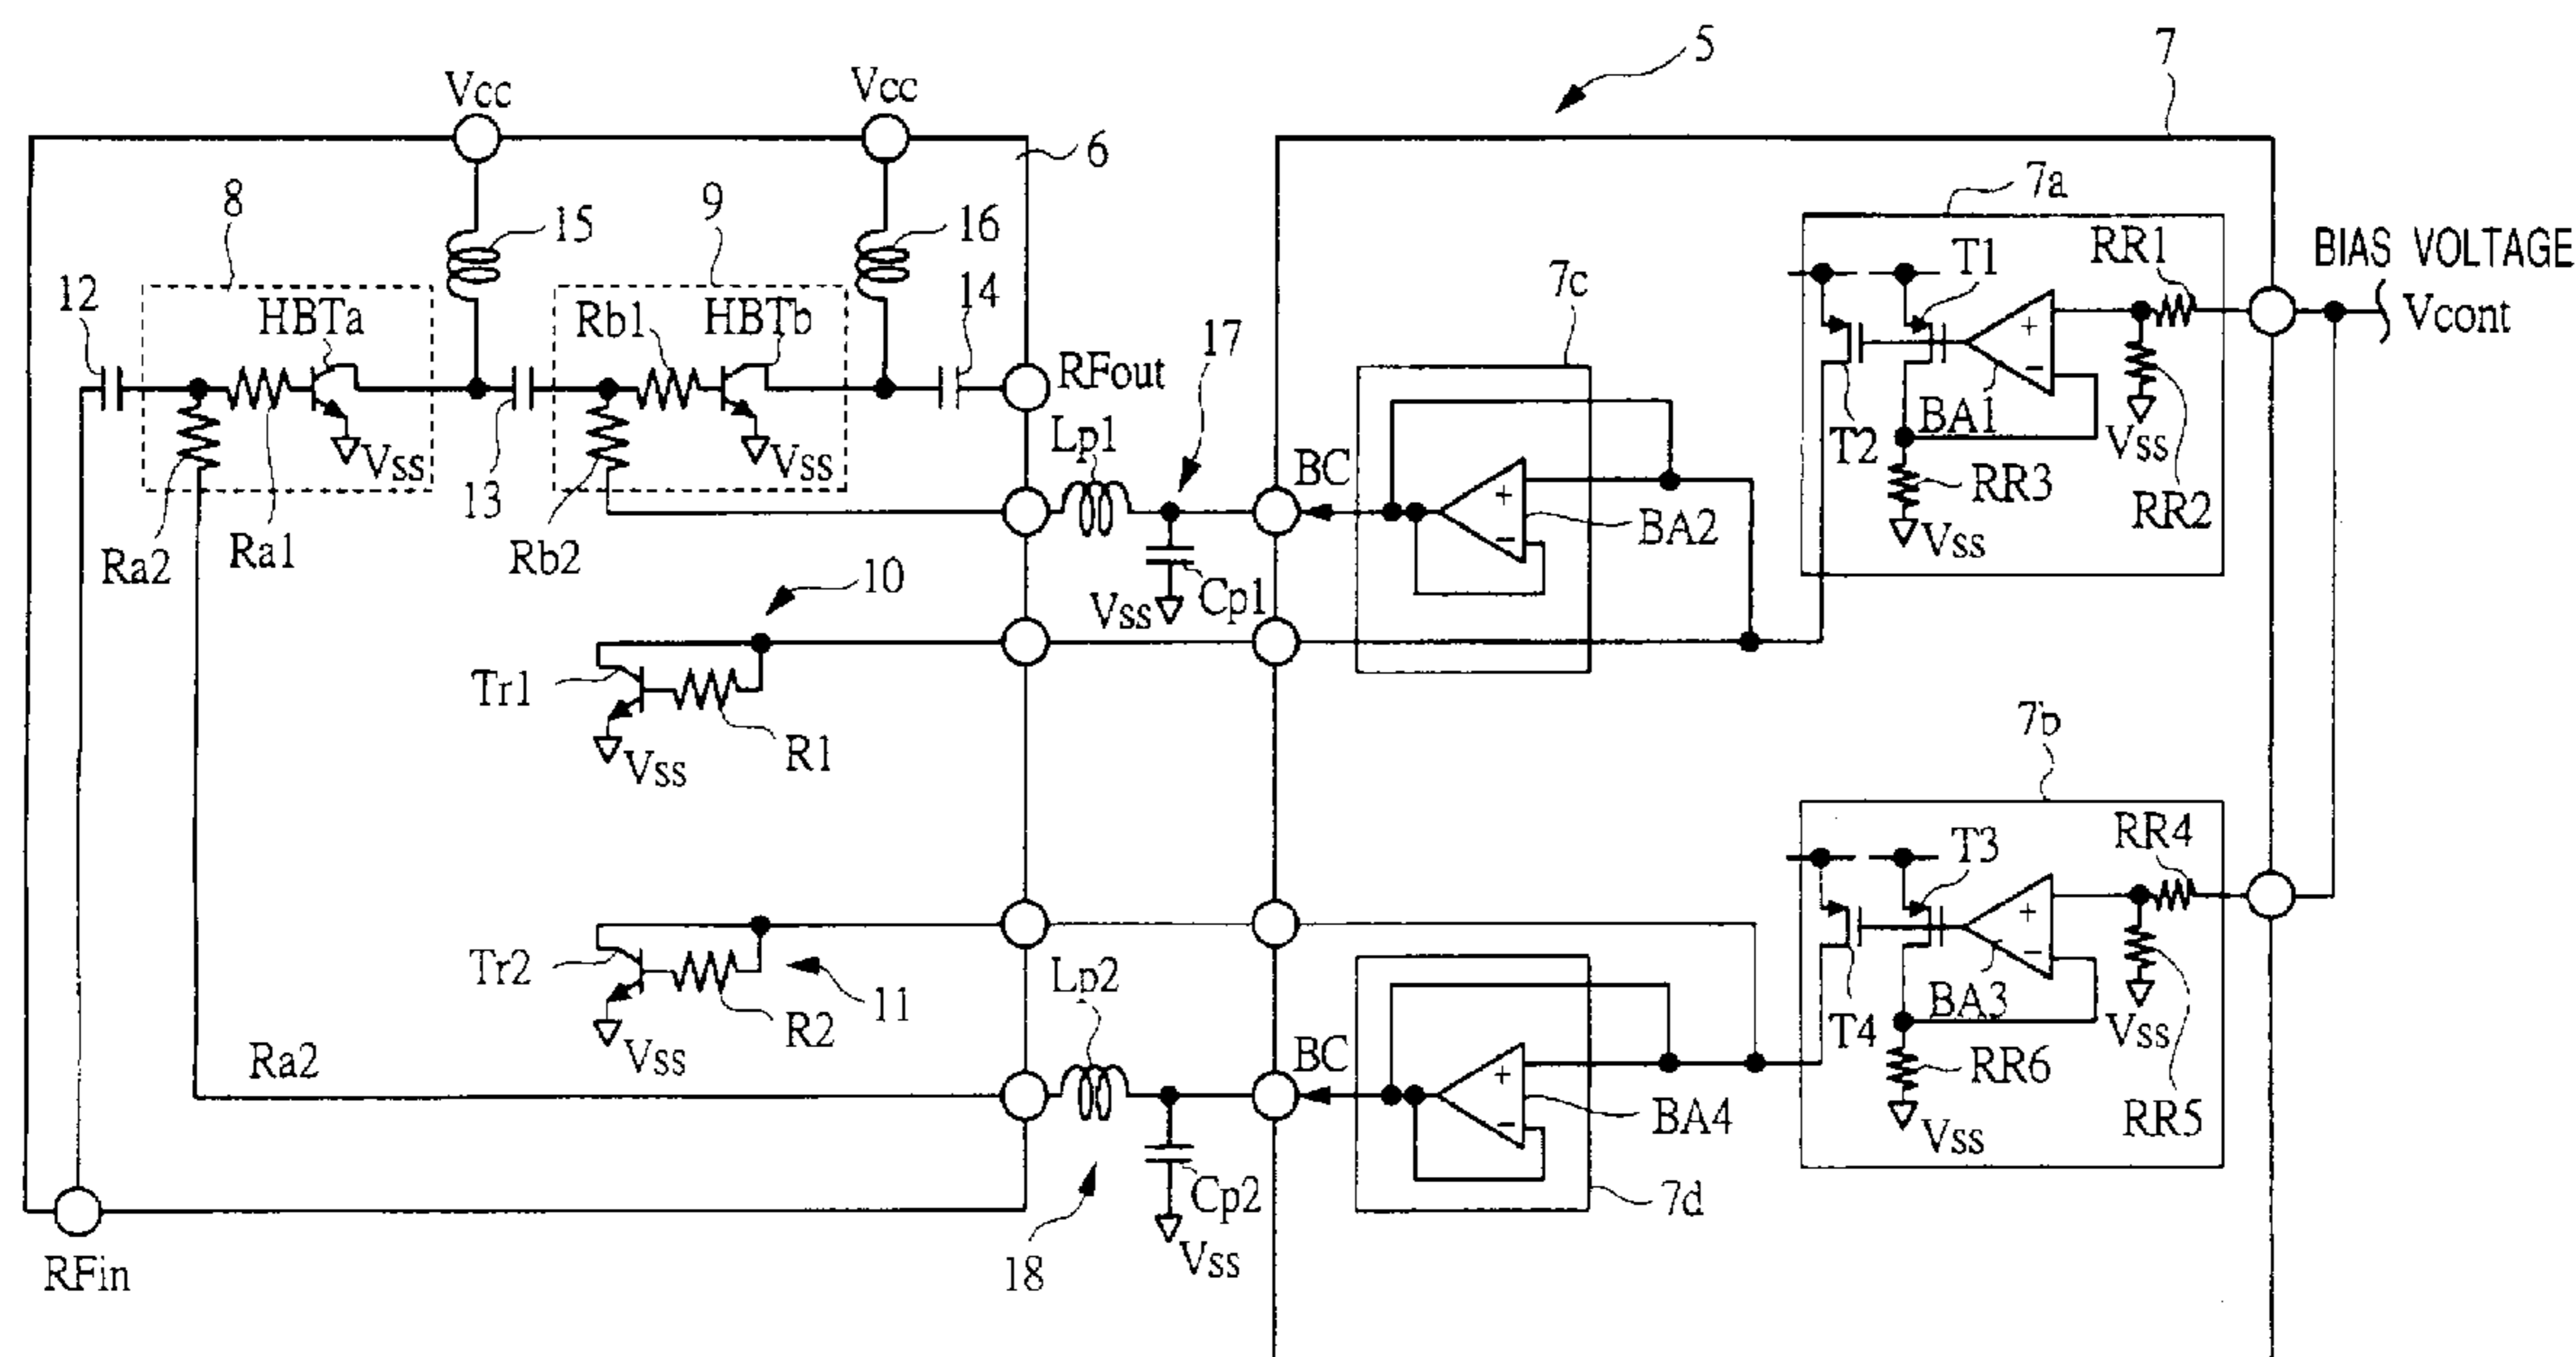 5
7
Vcc
Vcc
6
7a
8
9
15
16
T1
RR1
BIAS VOLTAGE
Vcont
12
HBTa
Rb1
HBTb
14
7c
17
RFout
Lp1
BA1
Vss
T2
Vss
Vss
13
BC
RR3
RR2
BA2
Vss
Ra2
Ra1
Rb2
10
Vss
Cp1
Tr1
7b
Vss
R1
RR4
T3
Tr2
Lp2
11
R2
BA3
Vss
T4
Vss
Ra2
BC
RR6
BA4
RR5
Vss
Cp2
7d
Vss
18
RFin
+
−
+
−
+
−
+
−